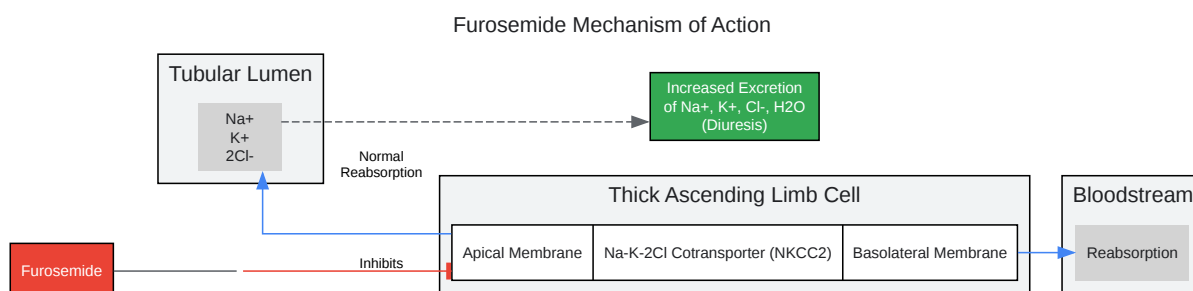 Furosemide Mechanism of Action
Tubular Lumen
Na+
K+
2Cl-
Increased Excretion
of Na+, K+, Cl-, H2O
(Diuresis)
Normal
Reabsorption
Thick Ascending Limb Cell
Bloodstream
Furosemide
Inhibits
Apical Membrane
Na-K-2Cl Cotransporter (NKCC2)
Basolateral Membrane
Reabsorption